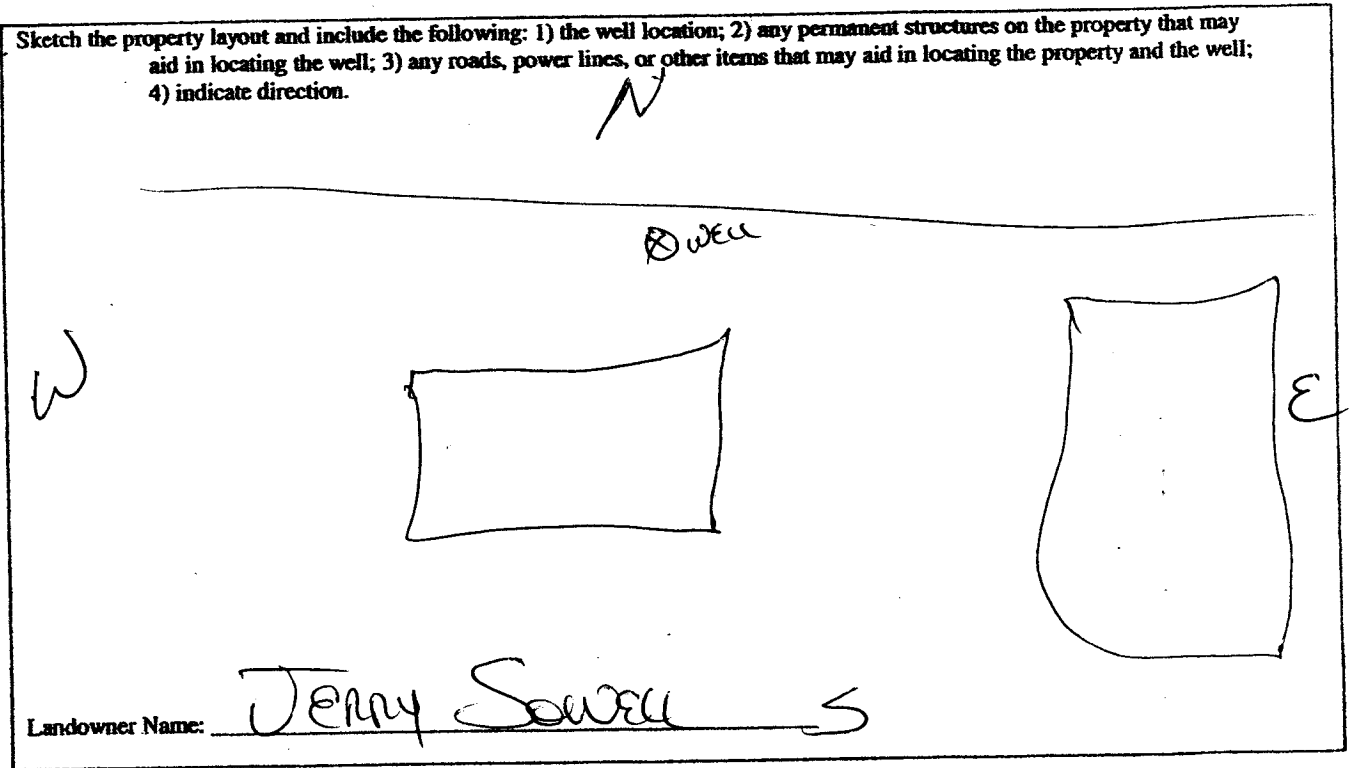 Sketch the property layout and include the following: 1) the well location; 2) any permanent structures on the property that may
aid in locating the well; 3) any roads, power lines, or other items that may aid in locating the property and the well;
4) indicate direction.
N
WELL
W
E
Landowner Name: JERRY SOWELL
S